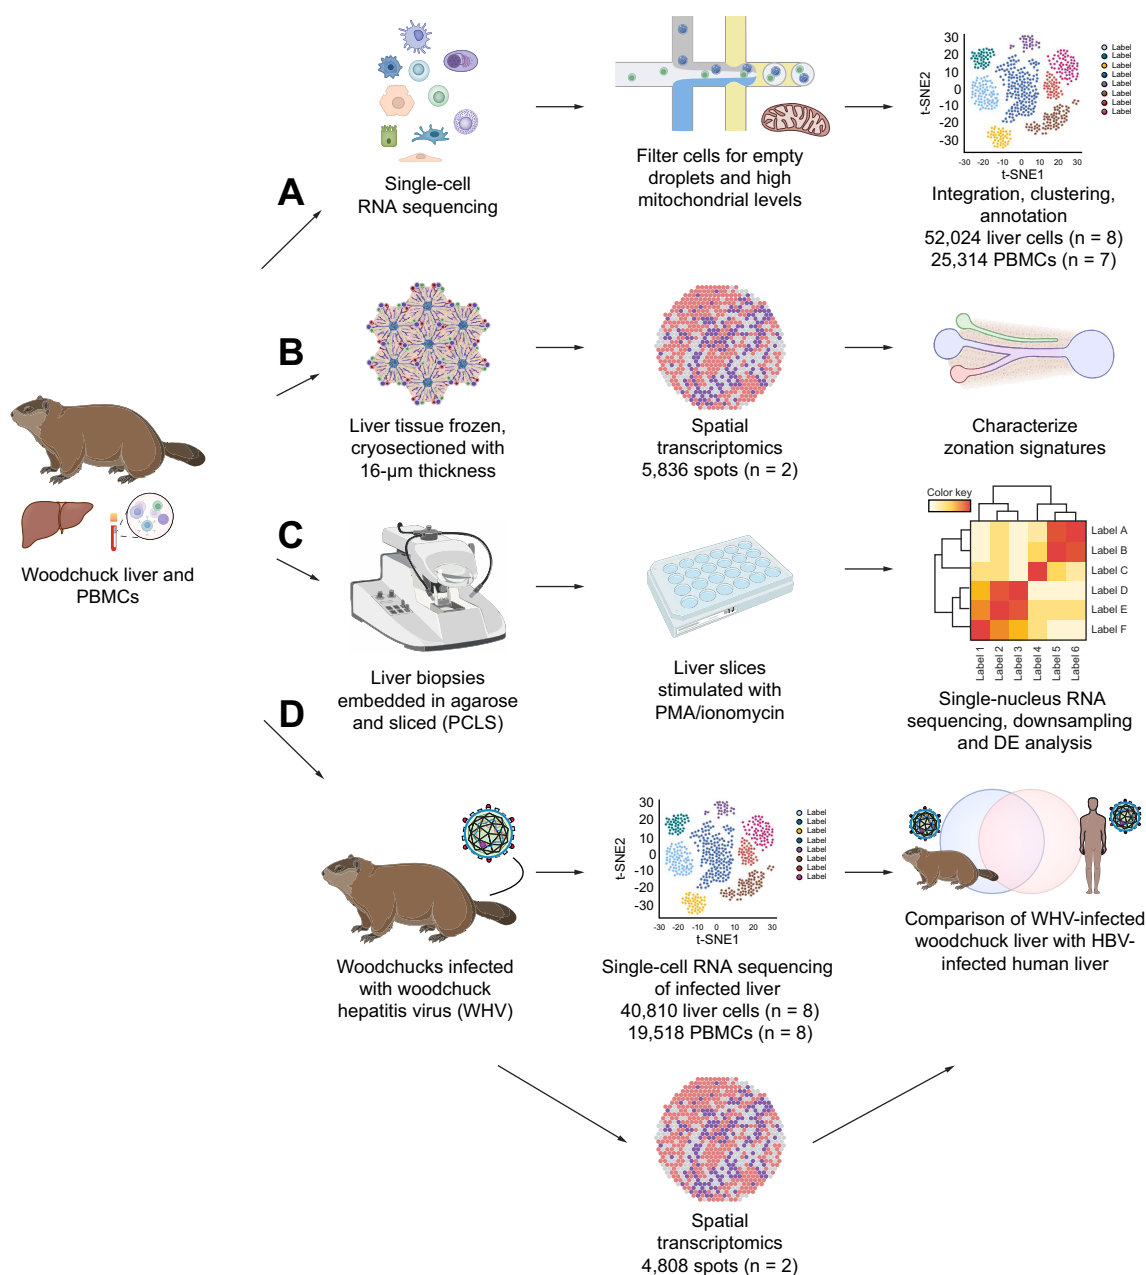 A
Single-cell
RNA sequencing
Filter cells for empty
droplets and high
mitochondrial levels
30
20
10
0
-10
-20
-30
t-SNE2
-30 -20 -10 0 10 20 30
t-SNE1
Label
Label
Label
Label
Label
Label
Label
Label
Integration, clustering,
annotation
52,024 liver cells (n = 8)
25,314 PBMCs (n = 7)
Woodchuck liver and
PBMCs
B
Liver tissue frozen,
cryosectioned with
16-μm thickness
Spatial
transcriptomics
5,836 spots (n = 2)
Characterize
zonation signatures
C
Liver biopsies
embedded in agarose
and sliced (PCLS)
Liver slices
stimulated with
PMA/ionomycin
Color key
Label A
Label B
Label C
Label D
Label E
Label F
Label 1
Label 2
Label 3
Label 4
Label 5
Label 6
Single-nucleus RNA
sequencing, downsampling
and DE analysis
D
Woodchucks infected
with woodchuck
hepatitis virus (WHV)
30
20
10
0
-10
-20
-30
t-SNE2
-30 -20 -10 0 10 20 30
t-SNE1
Label
Label
Label
Label
Label
Label
Label
Label
Single-cell RNA sequencing
of infected liver
40,810 liver cells (n = 8)
19,518 PBMCs (n = 8)
Comparison of WHV-infected
woodchuck liver with HBV-
infected human liver
Spatial
transcriptomics
4,808 spots (n = 2)